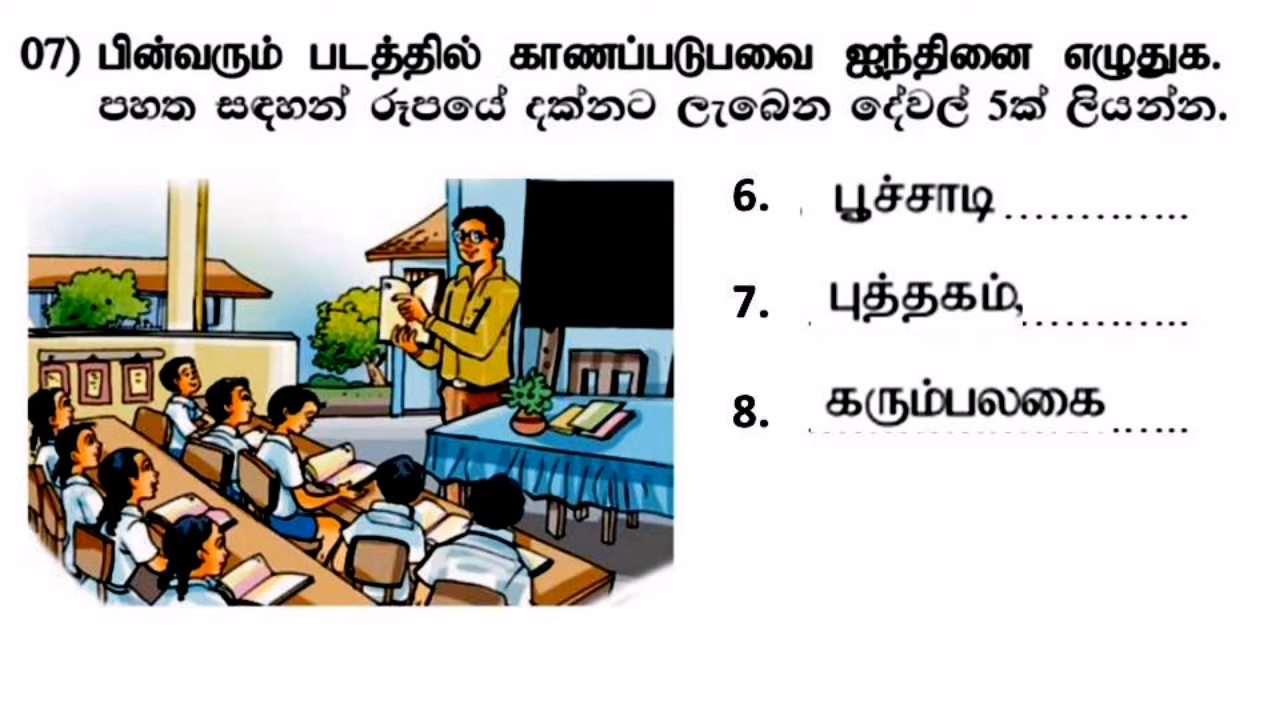 07) பின்வரும் படத்தில் காணப்படுபவை ஐந்தினை எழுதுக.
පහත සඳහන් රූපයේ දක්නට ලැබෙන දේවල් 5ක් ලියන්න.
6. பூச்சாடி ..............
7. புத்தகம், ..............
8. கரும்பலகை ......